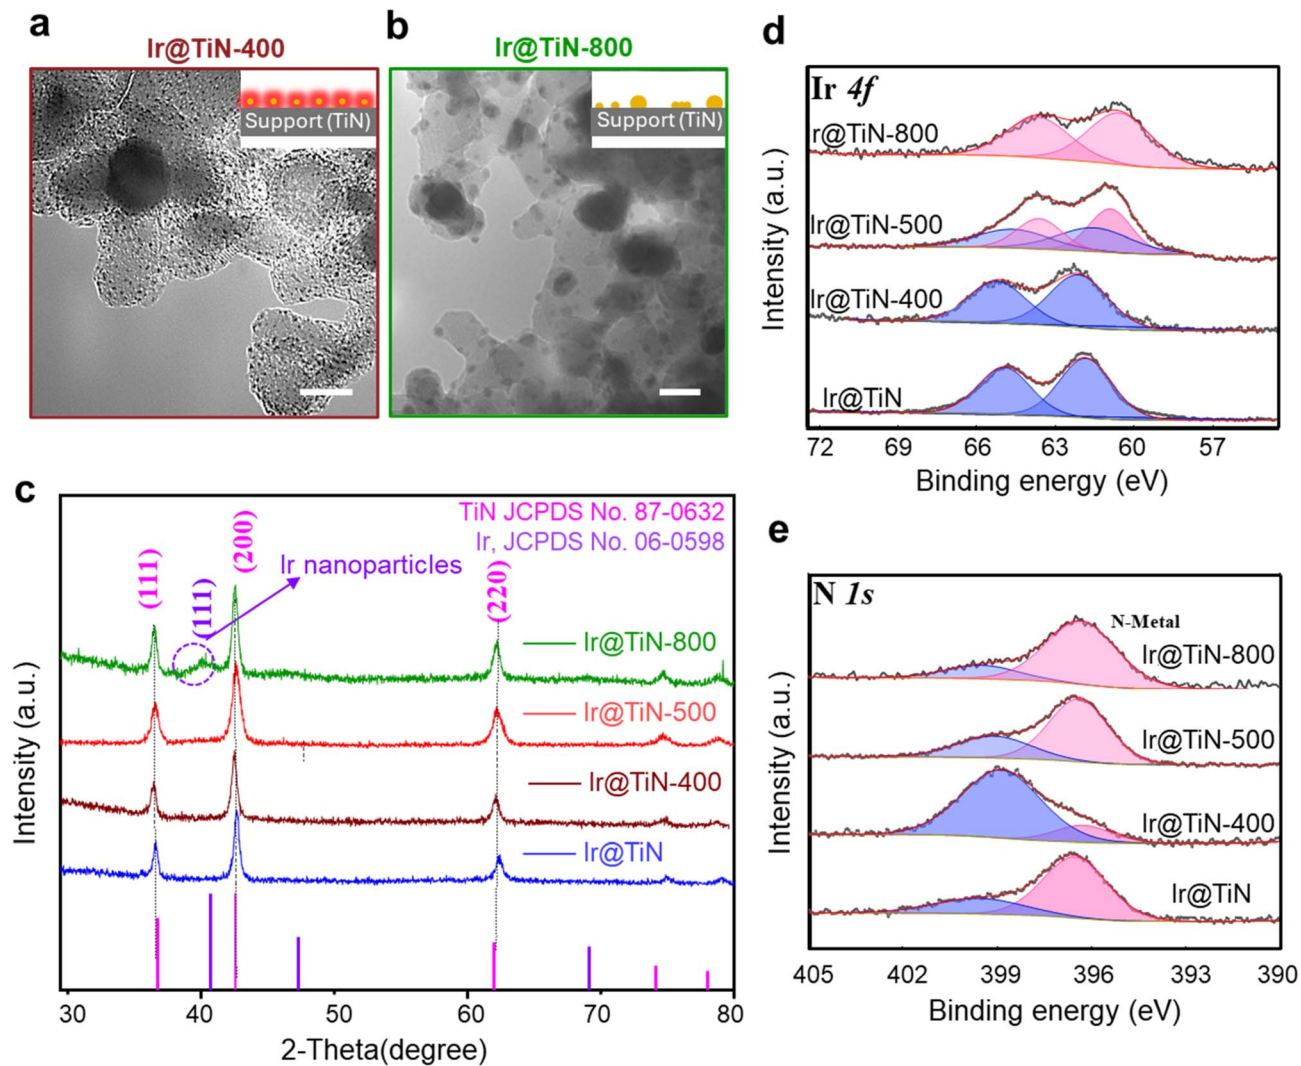 a
Ir@TiN-400
Support (TiN)
b
Ir@TiN-800
Support (TiN)
c
TiN JCPDS No. 87-0632
Ir, JCPDS No. 06-0598
(111)
(111)
(200)
(220)
Ir nanoparticles
Ir@TiN-800
Ir@TiN-500
Ir@TiN-400
Ir@TiN
Intensity (a.u.)
30 40 50 60 70 80
2-Theta(degree)
d
Ir 4f
r@TiN-800
Ir@TiN-500
Ir@TiN-400
Ir@TiN
Intensity (a.u.)
72 69 66 63 60 57
Binding energy (eV)
e
N 1s
N-Metal
Ir@TiN-800
Ir@TiN-500
Ir@TiN-400
Ir@TiN
Intensity (a.u.)
405 402 399 396 393 390
Binding energy (eV)